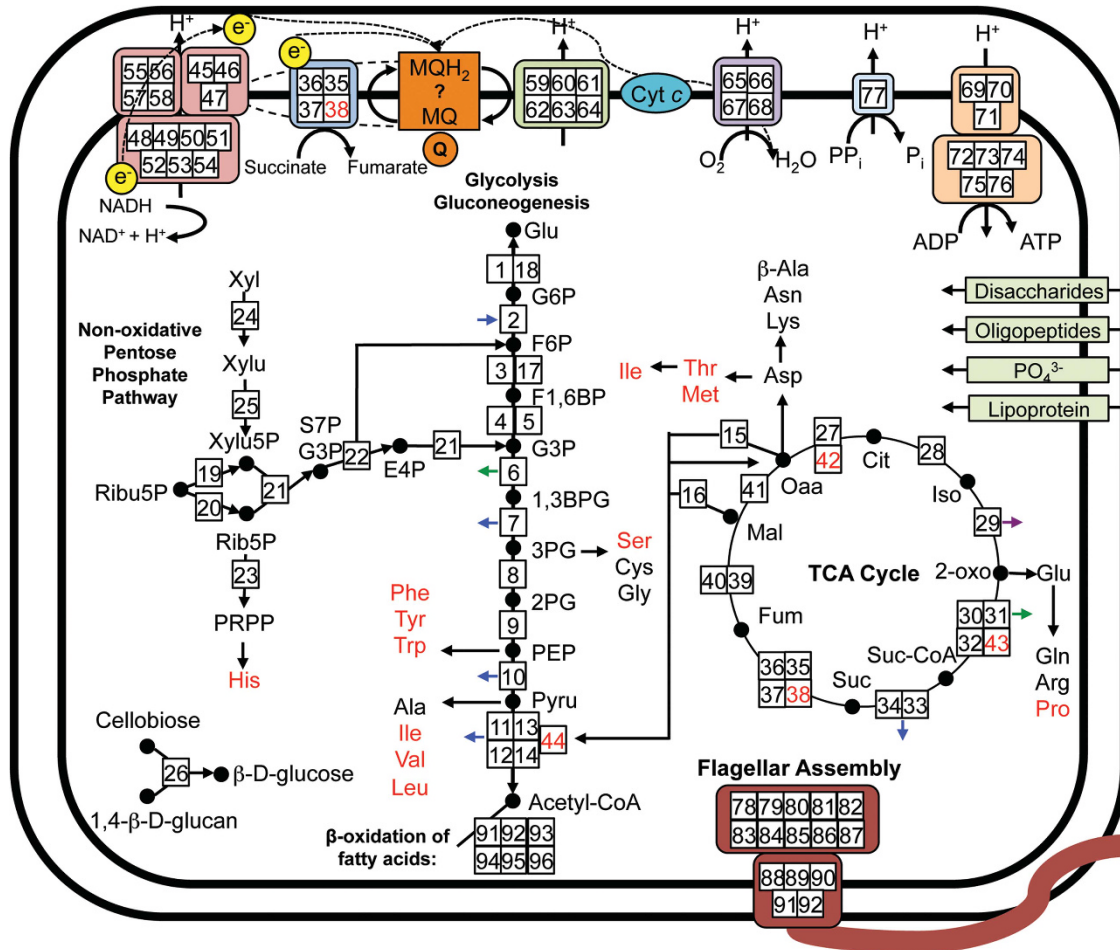 H⁺
e⁻
55 56
57 58
45 46
47
48 49 50 51
52 53 54
e⁻
NADH
NAD⁺ + H⁺
e⁻
36 35
37 38
Succinate
Fumarate
MQH₂
?
MQ
Q
H⁺
59 60 61
62 63 64
Cyt c
H⁺
65 66
67 68
O₂
H₂O
H⁺
77
PPᵢ
Pᵢ
H⁺
69 70
71
72 73 74
75 76
ADP
ATP
Disaccharides
Oligopeptides
PO₄³⁻
Lipoprotein
Glycolysis
Gluconeogenesis
Glu
1 18
G6P
2
F6P
3 17
F1,6BP
4 5
G3P
6
1,3BPG
7
3PG
8
2PG
9
PEP
10
Pyru
11 13
12 14
44
Acetyl-CoA
Ser
Cys
Gly
Phe
Tyr
Trp
Ala
Ile
Val
Leu
β-oxidation of
fatty acids:
91 92 93
94 95 96
Non-oxidative
Pentose
Phosphate
Pathway
Xyl
24
Xylu
25
Xylu5P
19
Ribu5P
20
21
Rib5P
23
PRPP
His
S7P
G3P
22
E4P
21
Cellobiose
26
β-D-glucose
1,4-β-D-glucan
β-Ala
Asn
Lys
Asp
Thr
Met
Ile
TCA Cycle
15
16
Oaa
27
42
Cit
28
Iso
29
2-oxo
Glu
Gln
Arg
Pro
30 31
32 43
Suc-CoA
34 33
Suc
36 35
37 38
Fum
40 39
Mal
41
Flagellar Assembly
78 79 80 81 82
83 84 85 86 87
88 89 90
91 92